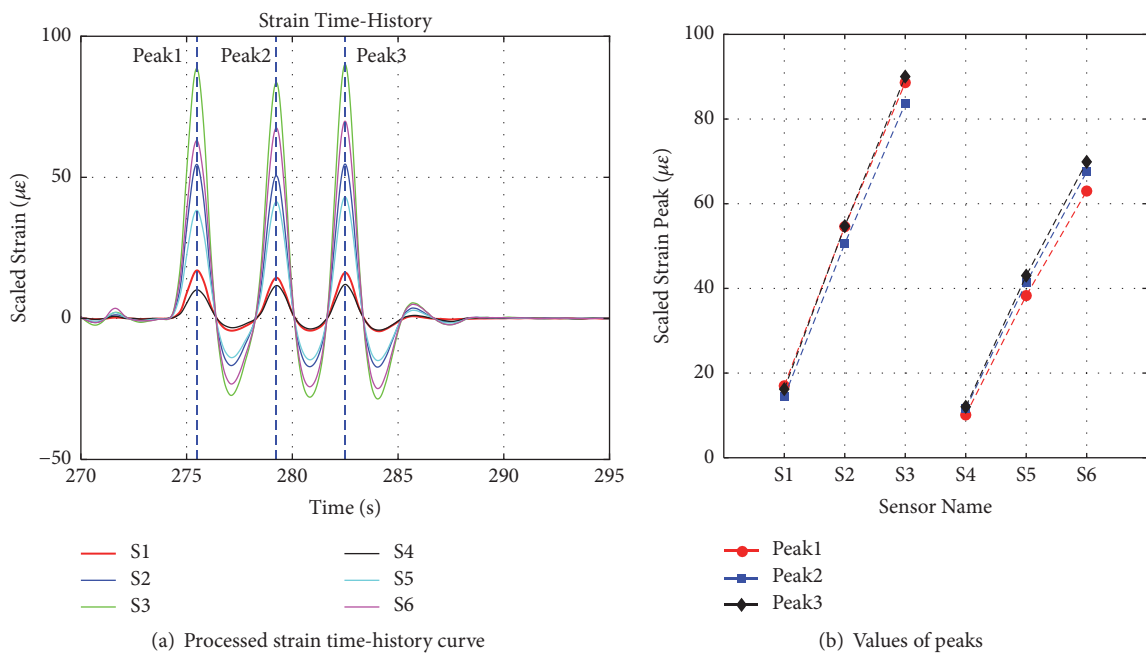 Strain Time-History
100
50
0
−50
Scaled Strain (με)
Peak1
Peak2
Peak3
270
275
280
285
290
295
Time (s)
S1
S2
S3
S4
S5
S6
(a) Processed strain time-history curve
100
80
60
40
20
0
Scaled Strain Peak (με)
S1
S2
S3
S4
S5
S6
Sensor Name
Peak1
Peak2
Peak3
(b) Values of peaks